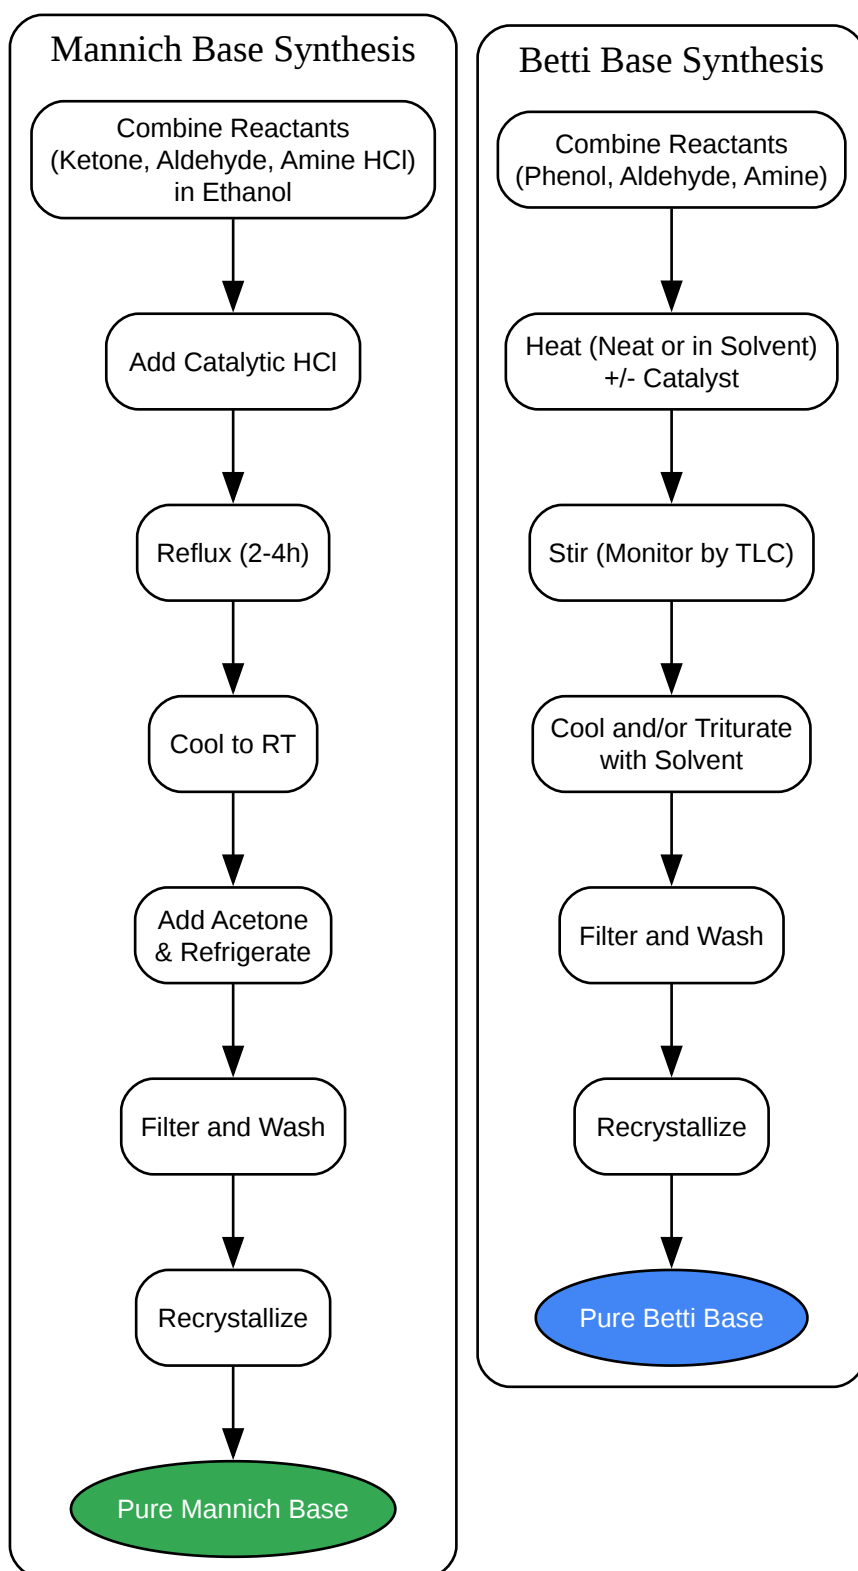 Mannich Base Synthesis
Combine Reactants
(Ketone, Aldehyde, Amine HCl)
in Ethanol
Add Catalytic HCl
Reflux (2-4h)
Cool to RT
Add Acetone
& Refrigerate
Filter and Wash
Recrystallize
Pure Mannich Base
Betti Base Synthesis
Combine Reactants
(Phenol, Aldehyde, Amine)
Heat (Neat or in Solvent)
+/- Catalyst
Stir (Monitor by TLC)
Cool and/or Triturate
with Solvent
Filter and Wash
Recrystallize
Pure Betti Base